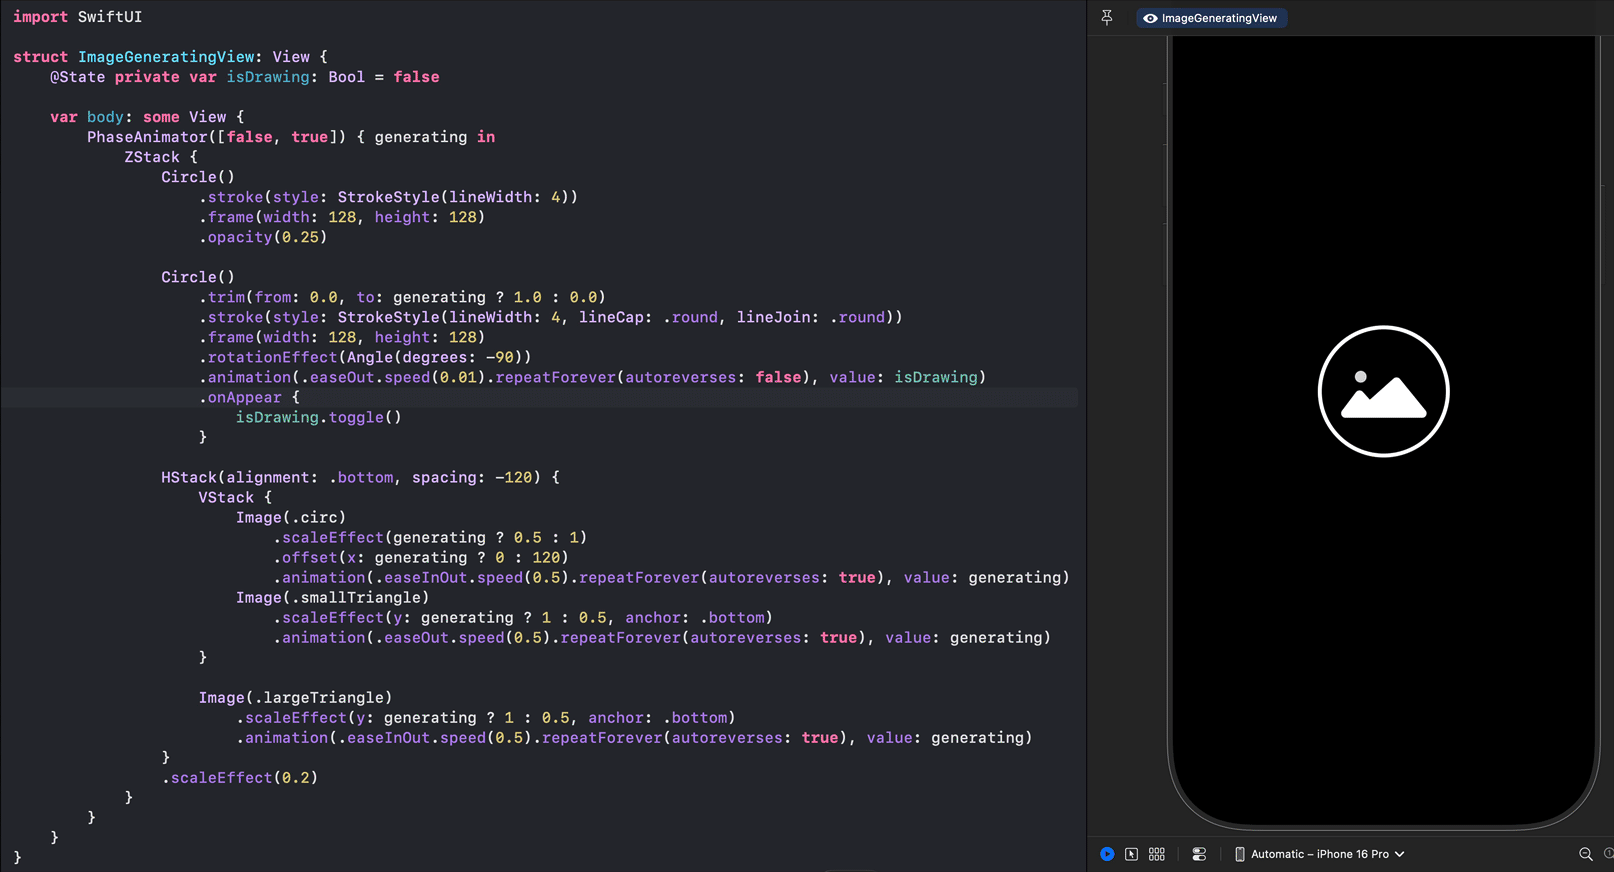 import SwiftUI
struct ImageGeneratingView: View {
@State private var isDrawing: Bool = false
var body: some View {
PhaseAnimator([false, true]) { generating in
ZStack {
Circle()
.stroke(style: StrokeStyle(lineWidth: 4))
.frame(width: 128, height: 128)
.opacity(0.25)
Circle()
.trim(from: 0.0, to: generating ? 1.0 : 0.0)
.stroke(style: StrokeStyle(lineWidth: 4, lineCap: .round, lineJoin: .round))
.frame(width: 128, height: 128)
.rotationEffect(Angle(degrees: -90))
.animation(.easeOut.speed(0.01).repeatForever(autoreverses: false), value: isDrawing)
.onAppear {
isDrawing.toggle()
}
HStack(alignment: .bottom, spacing: -120) {
VStack {
Image(.circ)
.scaleEffect(generating ? 0.5 : 1)
.offset(x: generating ? 0 : 120)
.animation(.easeInOut.speed(0.5).repeatForever(autoreverses: true), value: generating)
Image(.smallTriangle)
.scaleEffect(y: generating ? 1 : 0.5, anchor: .bottom)
.animation(.easeOut.speed(0.5).repeatForever(autoreverses: true), value: generating)
}
Image(.largeTriangle)
.scaleEffect(y: generating ? 1 : 0.5, anchor: .bottom)
.animation(.easeInOut.speed(0.5).repeatForever(autoreverses: true), value: generating)
}
.scaleEffect(0.2)
}
}
}
}
ImageGeneratingView
Automatic – iPhone 16 Pro